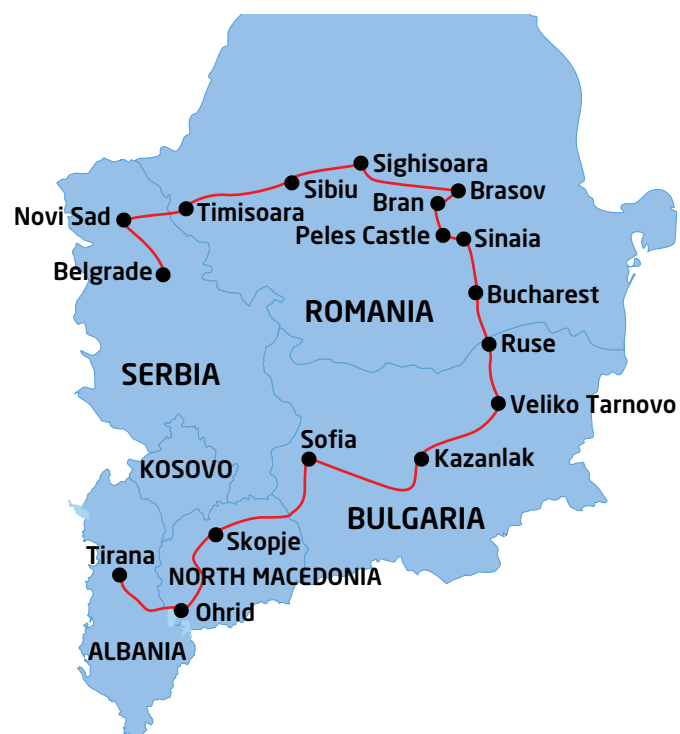 Sighisoara
Sibiu
Brasov
Bran
Timisoara
Novi Sad
Peles Castle
Sinaia
Belgrade
Bucharest
ROMANIA
Ruse
SERBIA
Veliko Tarnovo
Sofia
Kazanlak
KOSOVO
BULGARIA
Skopje
Tirana
NORTH MACEDONIA
Ohrid
ALBANIA